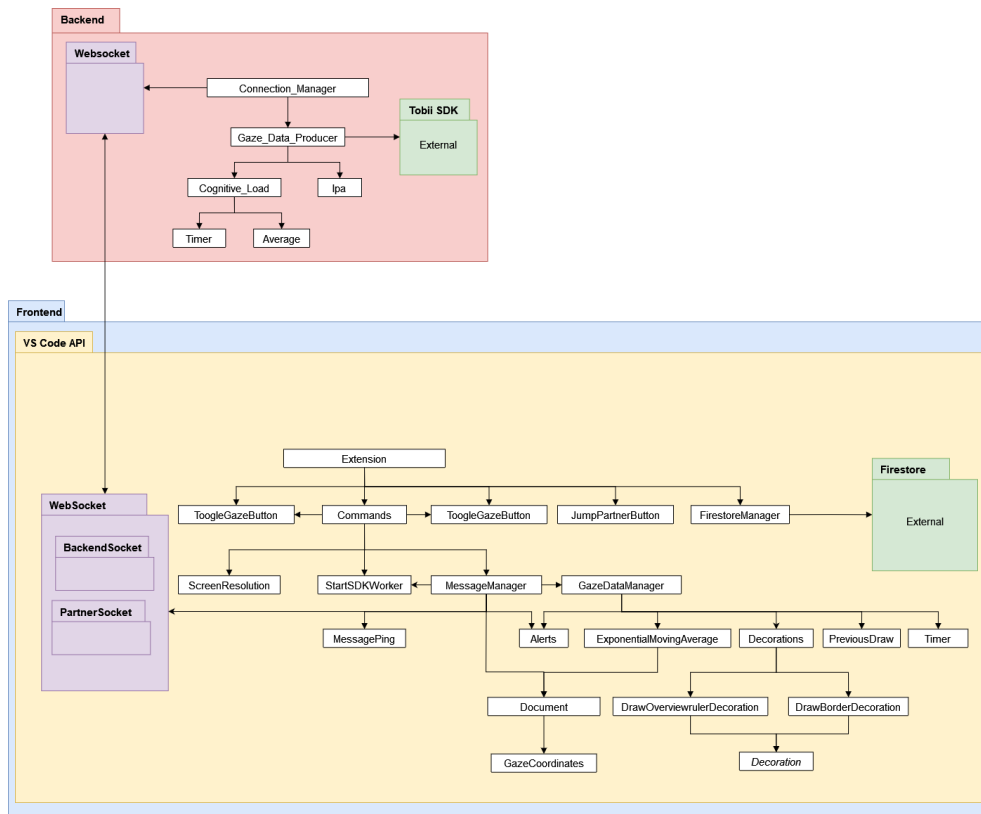 Backend
Websocket
Connection_Manager
Tobii SDK
External
Gaze_Data_Producer
Cognitive_Load
Ipa
Timer
Average
Frontend
VS Code API
Extension
Firestore
External
WebSocket
BackendSocket
PartnerSocket
ToogleGazeButton
Commands
ToogleGazeButton
JumpPartnerButton
FirestoreManager
ScreenResolution
StartSDKWorker
MessageManager
GazeDataManager
MessagePing
Alerts
ExponentialMovingAverage
Decorations
PreviousDraw
Timer
Document
DrawOverviewrulerDecoration
DrawBorderDecoration
GazeCoordinates
Decoration